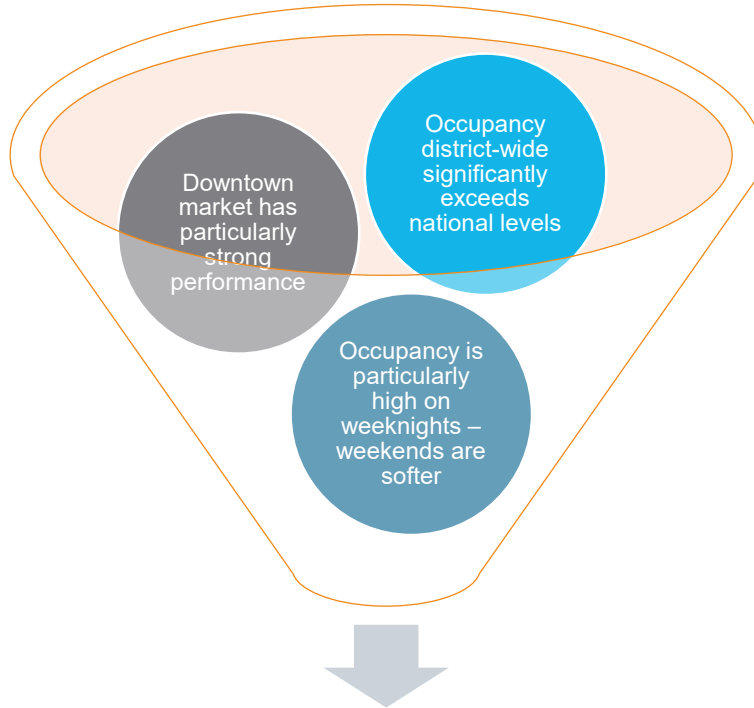 Occupancy
district-wide
significantly
exceeds
national levels
Downtown
market has
particularly
strong
performance
Occupancy is
particularly
high on
weeknights –
weekends are
softer